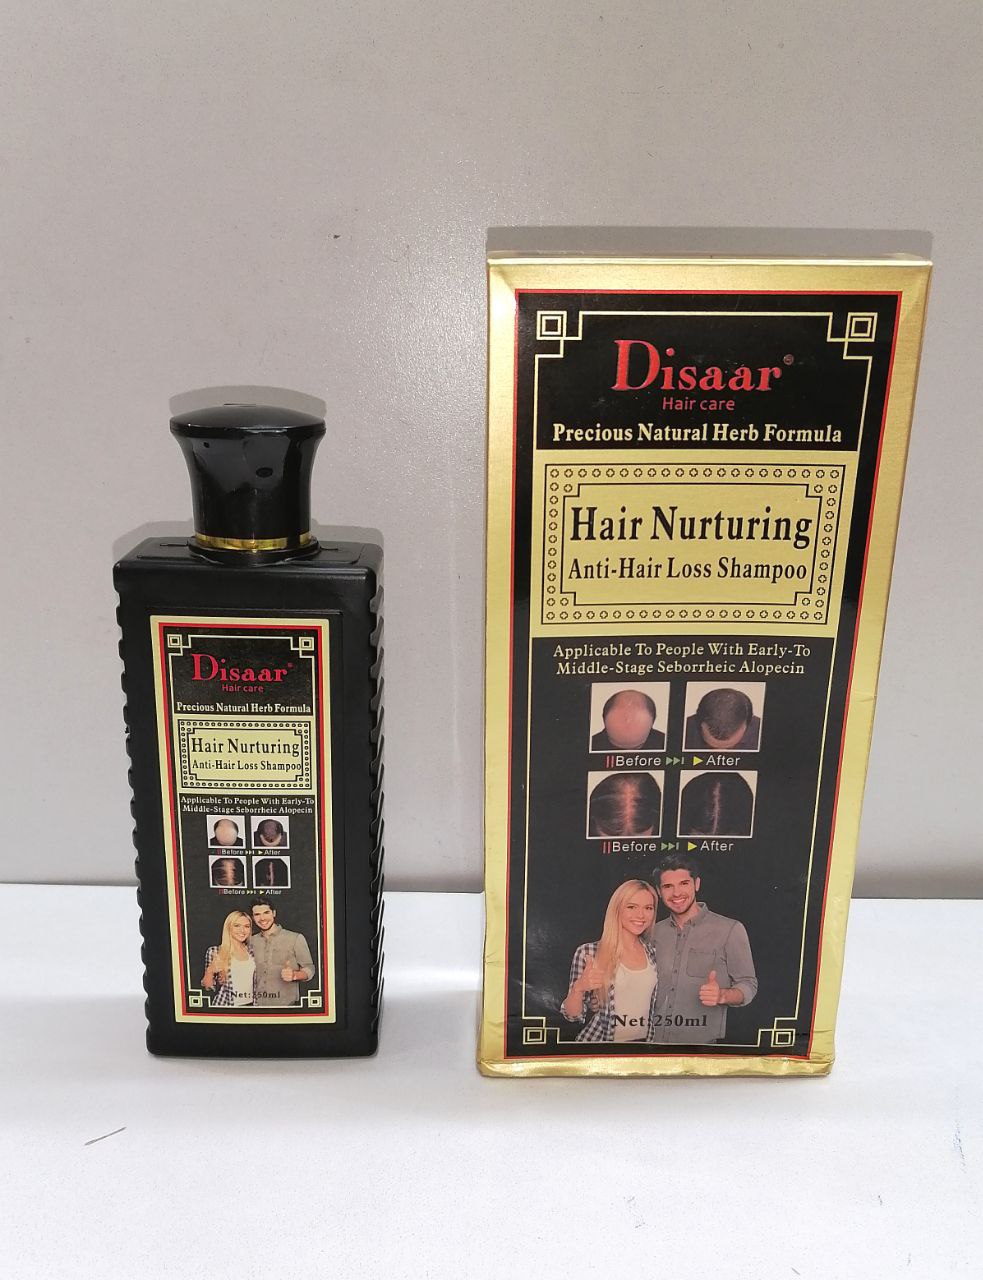 Disaar®
Hair care
Precious Natural Herb Formula
Hair Nurturing
Anti-Hair Loss Shampoo
Applicable To People With Early-To
Middle-Stage Seborrheic Alopecin
Before After
Before After
Net:250ml
Disaar®
Hair care
Precious Natural Herb Formula
Hair Nurturing
Anti-Hair Loss Shampoo
Applicable To People With Early-To
Middle-Stage Seborrheic Alopecin
Before After
Before After
Net:250ml